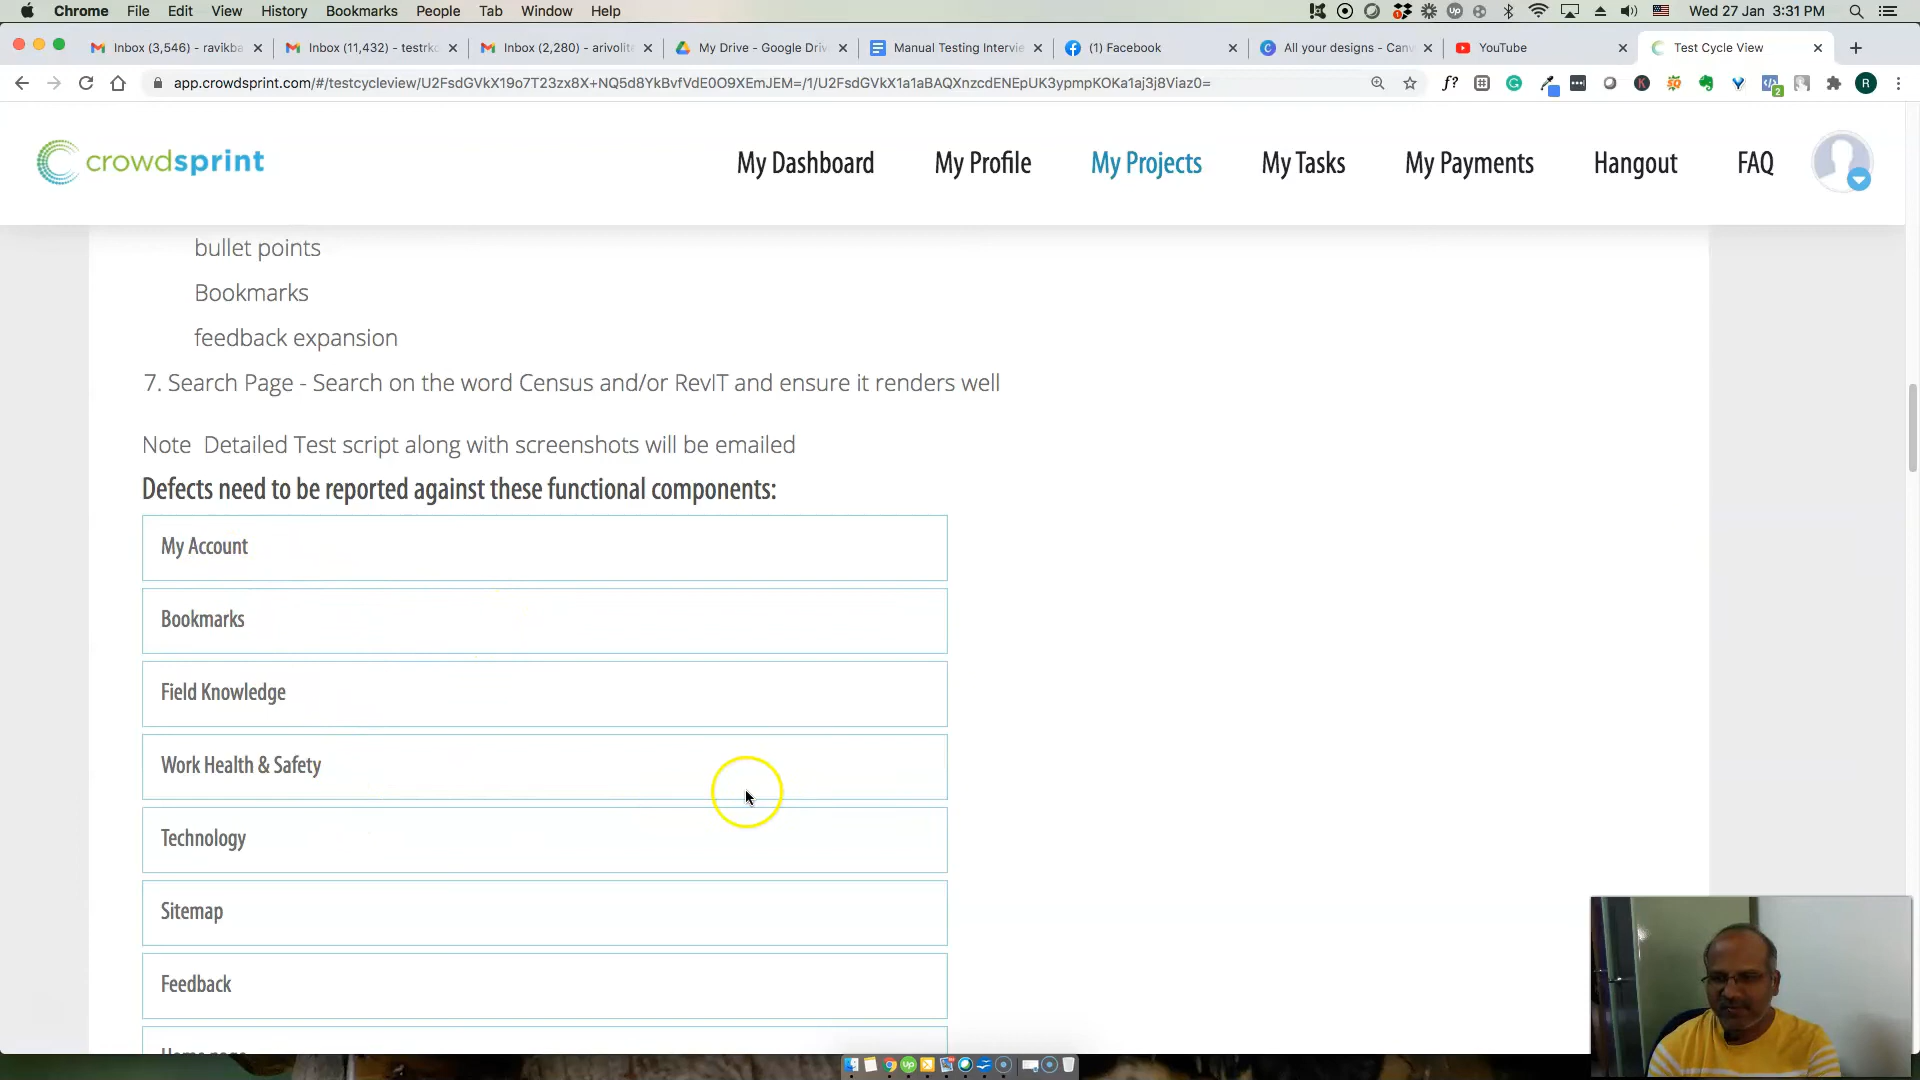 Chrome File Edit View History Bookmarks People Tab Window Help Wed 27 Jan 3:31 PM
Inbox (3,546) - ravikba Inbox (11,432) - testrko Inbox (2,280) - arivolite My Drive - Google Driv Manual Testing Intervie (1) Facebook All your designs - Canv YouTube Test Cycle View
app.crowdsprint.com/#/testcycleview/U2FsdGVkX19o7T23zx8X+NQ5d8YkBvfVdE0O9XEmJEM=/1/U2FsdGVkX1a1aBAQXnzcdENEpUK3ypmpKOKa1aj3j8Viaz0=
crowdsprint My Dashboard My Profile My Projects My Tasks My Payments Hangout FAQ
bullet points
Bookmarks
feedback expansion
7. Search Page - Search on the word Census and/or RevIT and ensure it renders well
Note Detailed Test script along with screenshots will be emailed
Defects need to be reported against these functional components:
My Account
Bookmarks
Field Knowledge
Work Health & Safety
Technology
Sitemap
Feedback
Home page